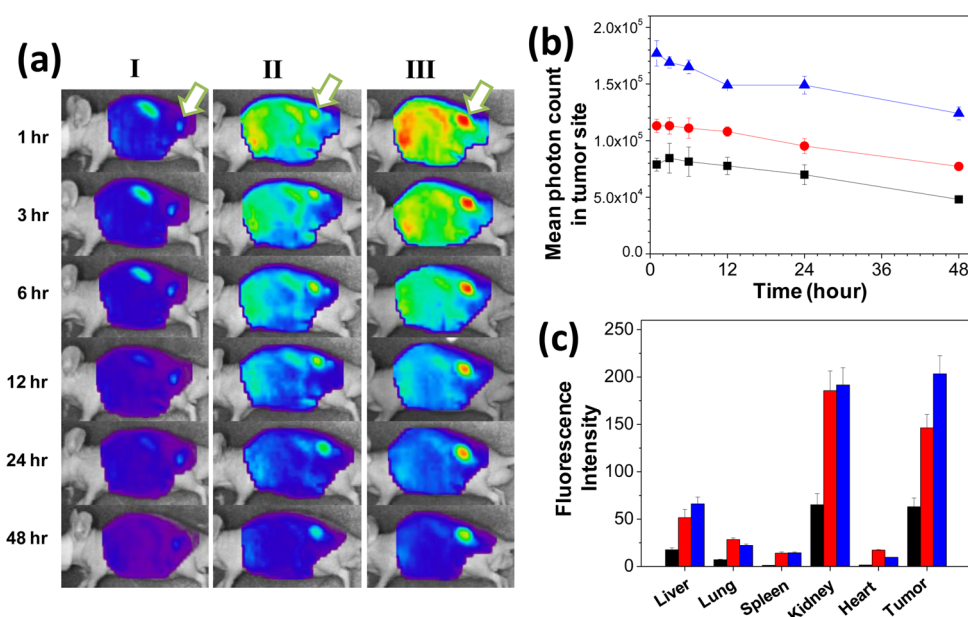 (a)
I II III
1 hr
3 hr
6 hr
12 hr
24 hr
48 hr
(b)
Mean photon count
in tumor site
2.0x10⁵
1.5x10⁵
1.0x10⁵
5.0x10⁴
0.0
0 12 24 36 48
Time (hour)
(c)
Fluorescence
Intensity
250
200
150
100
50
0
Liver Lung Spleen Kidney Heart Tumor